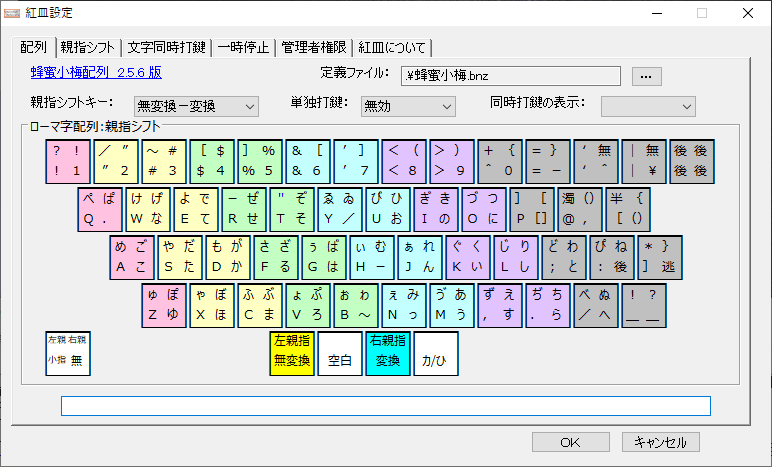 紅皿設定
配列 親指シフト 文字同時打鍵 一時停止 管理者権限 紅皿について
蜂蜜小梅配列 2.5.6 版 定義ファイル: .¥蜂蜜小梅.bnz ...
親指シフトキー: 無変換－変換 単独打鍵: 無効 同時打鍵の表示:
ローマ字配列:親指シフト
? ! ／ ″ ～ # [ $ ] % & [ ′ ] < ( > ) + { = } ‘ 無 | 無 後 後
! 1 ″ 2 # 3 $ 4 % 5 & 6 ′ 7 < 8 > 9 ＾ 0 = － ‘ ＾ | ¥ 後 後
ぺ ぱ け げ よ で － ぜ ″ ぞ ゑ ゐ ぴ ひ ぎ き づ つ ] [ 濁 () 半 {
Q . W な E て R せ T そ Y ／ U お I の O に P [] @ , [ ()
め ご や だ も が さ ざ ぅ ぱ ぃ む ぁ れ ぐ く じ り ど わ ぴ ね * }
A こ S た D か F る G は H － J ん K い L し ; と : 後 ] 逃
ゅ ぽ ゃ ぼ ふ ぶ ょ ぷ ぉ ゎ ぇ み ゔ あ ず え ぢ ち べ ぬ ! ?
Z ゆ X ほ C ま V ろ B ～ N っ M う , す . ら ／ へ ＿ ＿
左親 右親 左親指 右親指
小指 無 無変換 空白 変換 カ/ひ
OK キャンセル